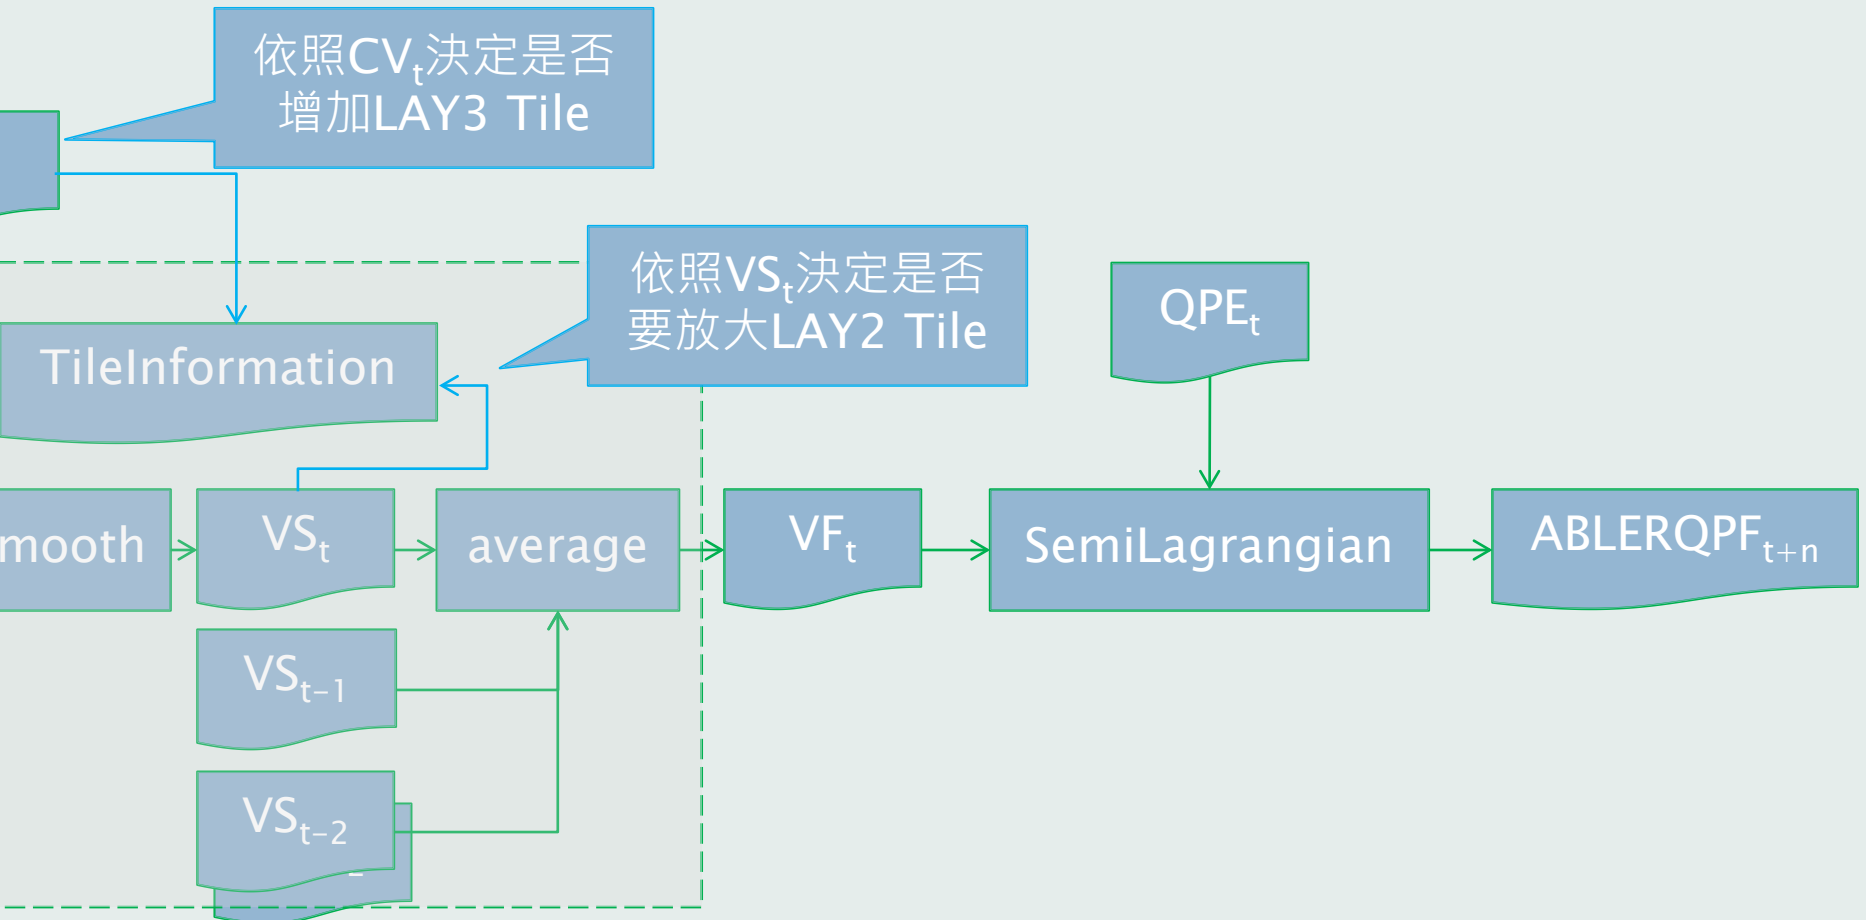 依照CVt決定是否
增加LAY3 Tile
依照VSt決定是否
要放大LAY2 Tile
QPEt
TileInformation
mooth
VSt
average
VFt
SemiLagrangian
ABLERQPFt+n
VSt-1
VSt-2